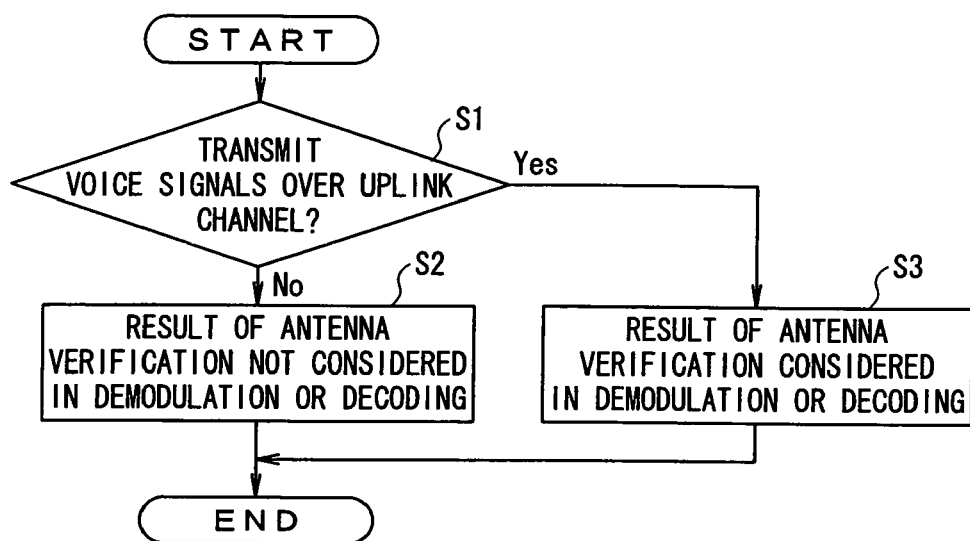 START
S1
TRANSMIT
VOICE SIGNALS OVER UPLINK
CHANNEL?
Yes
No
S2
RESULT OF ANTENNA
VERIFICATION NOT CONSIDERED
IN DEMODULATION OR DECODING
S3
RESULT OF ANTENNA
VERIFICATION CONSIDERED
IN DEMODULATION OR DECODING
END